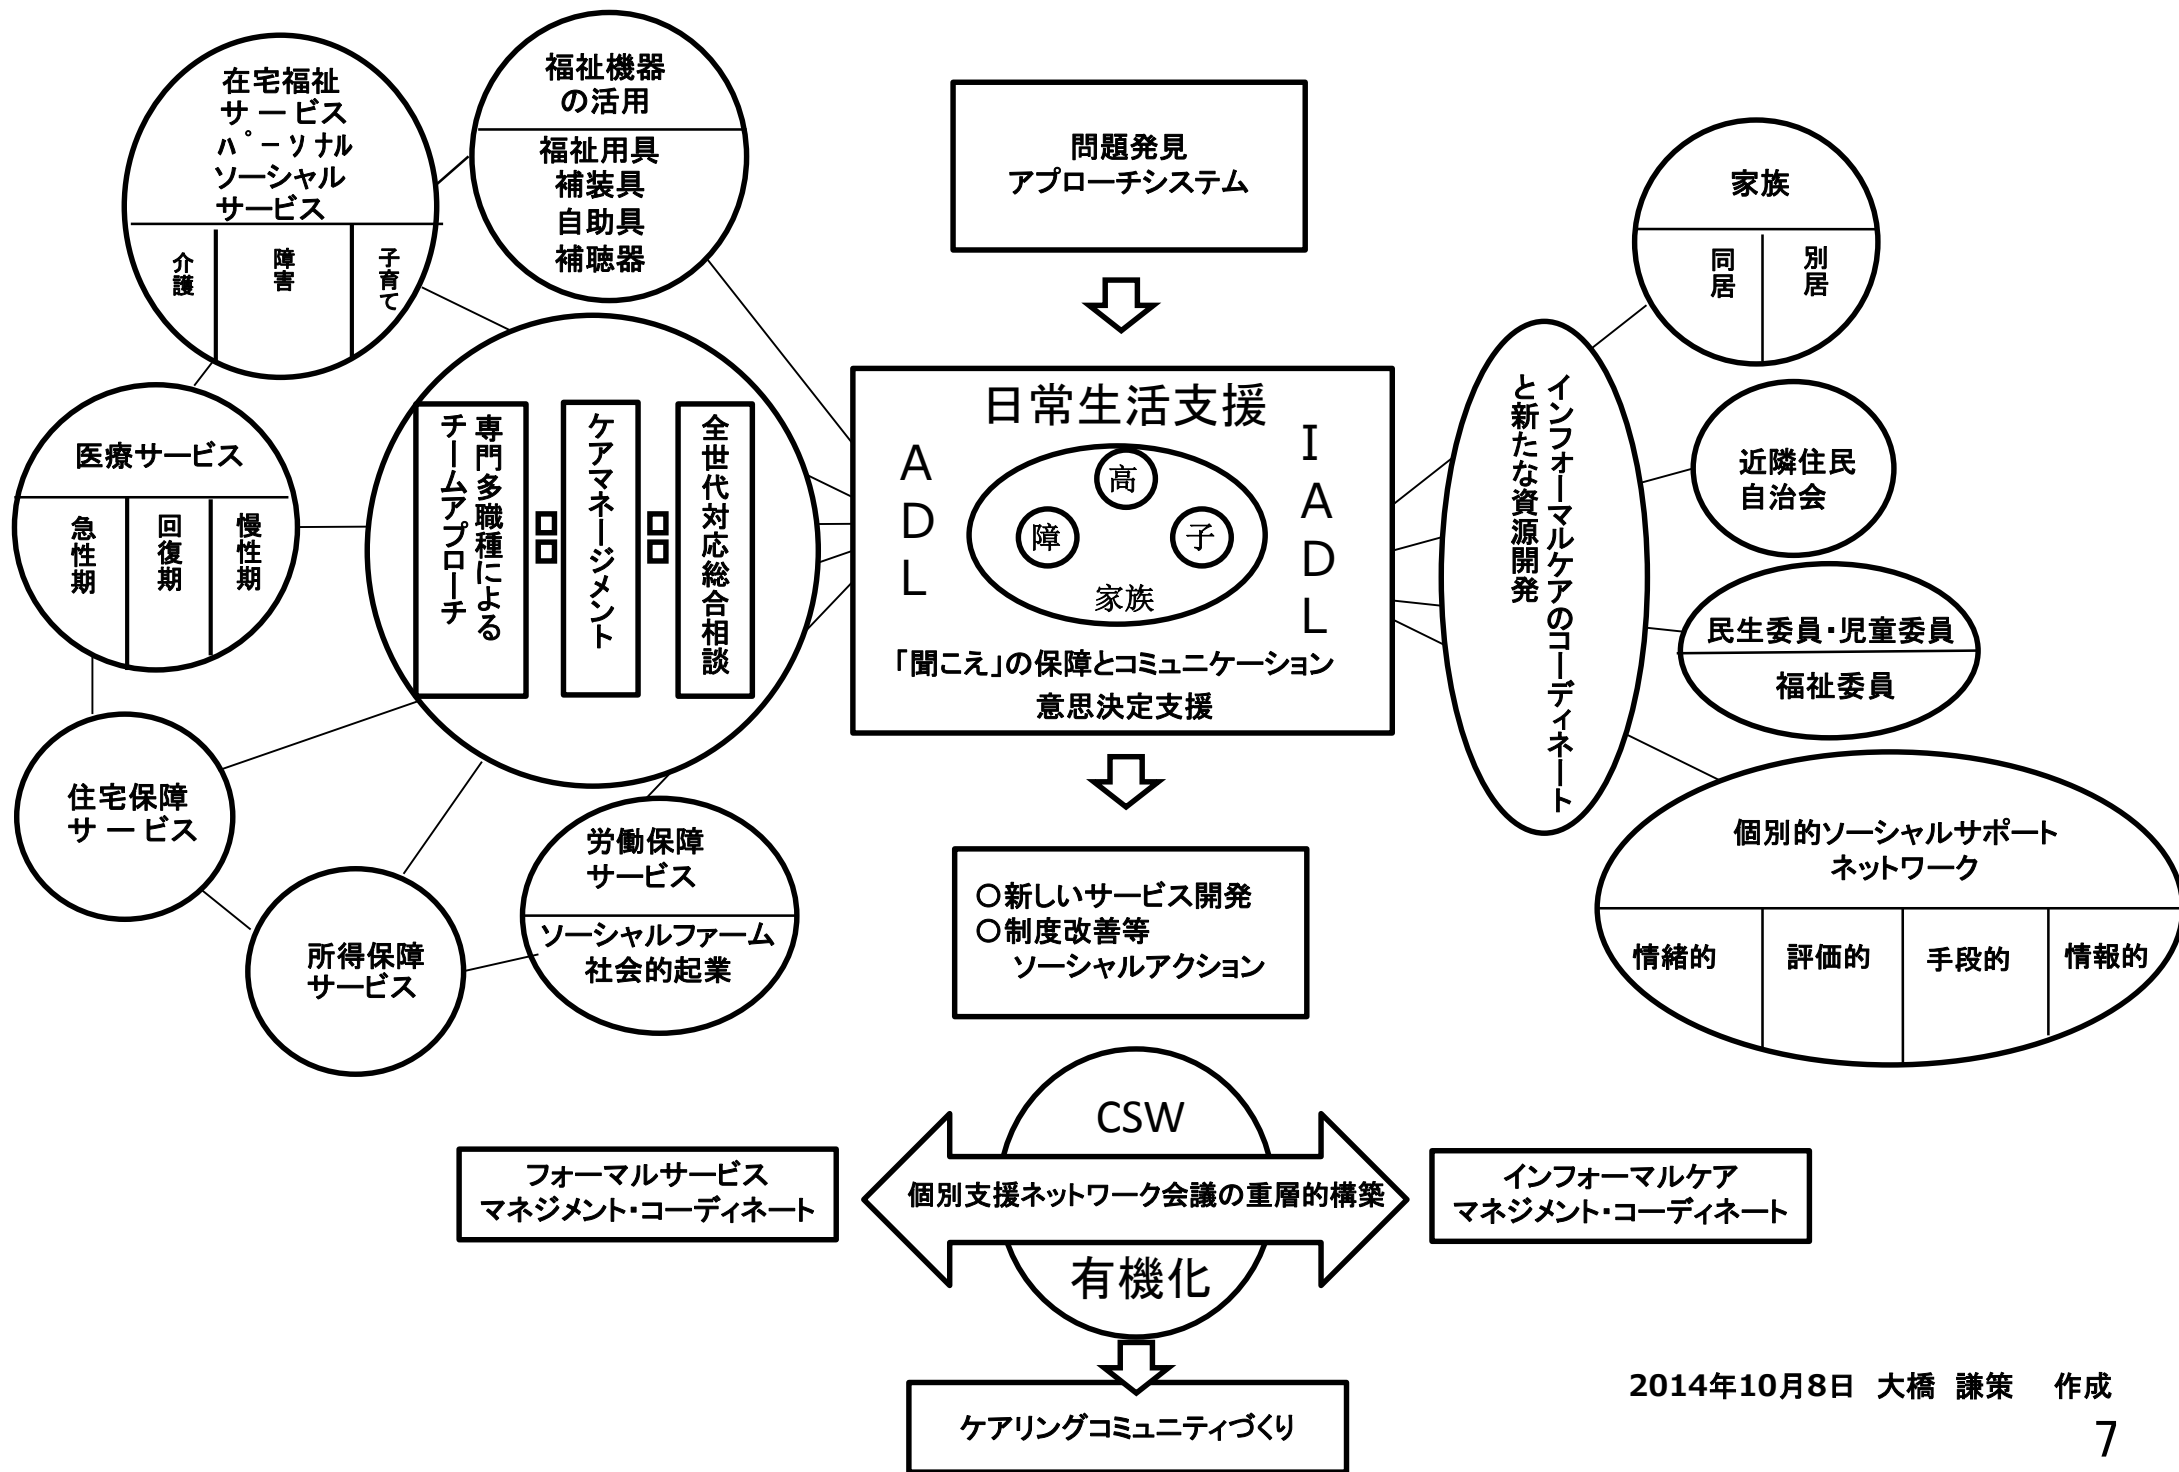 在宅福祉
サービス
パーソナル
ソーシャル
サービス
介護
障害
子育て
福祉機器
の活用
福祉用具
補装具
自助具
補聴器
問題発見
アプローチシステム
家族
同居
別居
医療サービス
急性期
回復期
慢性期
専門多職種による
チームアプローチ
ケアマネージメント
全世代対応総合相談
日常生活支援
ADL
IADL
高
障
子
家族
「聞こえ」の保障とコミュニケーション
意思決定支援
インフォーマルケアのコーディネート
と新たな資源開発
近隣住民
自治会
民生委員・児童委員
福祉委員
個別的ソーシャルサポート
ネットワーク
情緒的
評価的
手段的
情報的
住宅保障
サービス
所得保障
サービス
労働保障
サービス
ソーシャルファーム
社会的起業
○新しいサービス開発
○制度改善等
ソーシャルアクション
CSW
フォーマルサービス
マネジメント・コーディネート
個別支援ネットワーク会議の重層的構築
インフォーマルケア
マネジメント・コーディネート
有機化
ケアリングコミュニティづくり
2014年10月8日 大橋 謙策 作成
7